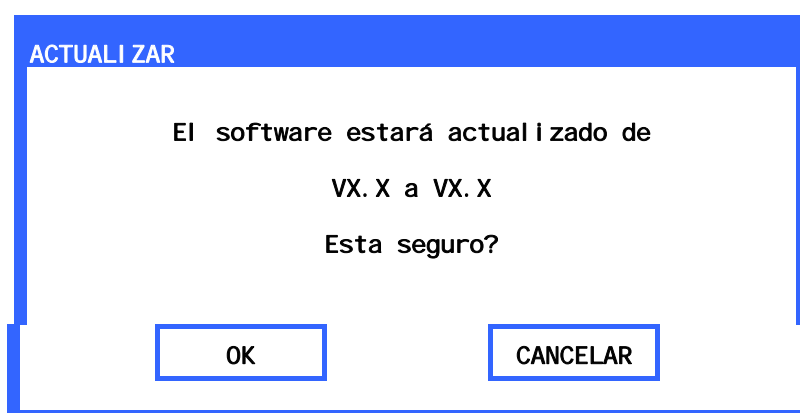 ACTUALIZAR
El software estará actualizado de
VX.X a VX.X
Esta seguro?
OK
CANCELAR